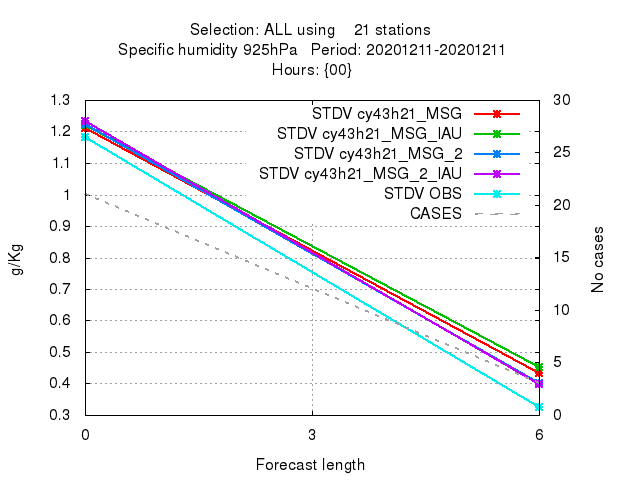 Selection: ALL using    21 stations
Specific humidity 925hPa   Period: 20201211-20201211
Hours: {00}
1.3
1.2
1.1
1
0.9
0.8
0.7
0.6
0.5
0.4
0.3
g/Kg
STDV cy43h21_MSG
STDV cy43h21_MSG_IAU
STDV cy43h21_MSG_2
STDV cy43h21_MSG_2_IAU
STDV OBS
CASES
30
25
20
15
10
5
0
No cases
0 3 6
Forecast length